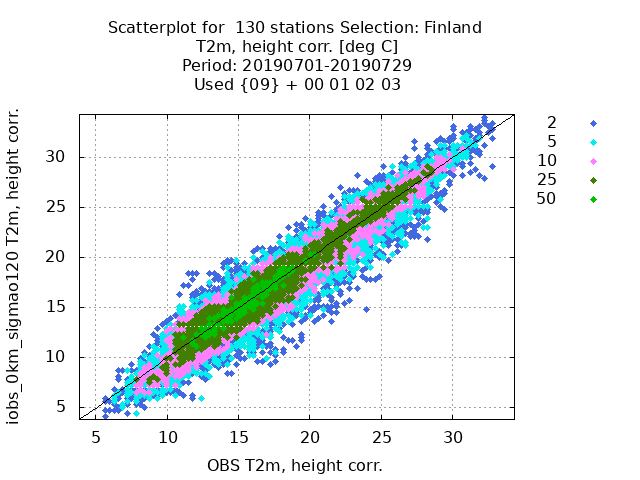 Scatterplot for  130 stations Selection: Finland
T2m, height corr. [deg C]
Period: 20190701-20190729
Used {09} + 00 01 02 03
iobs_0km_sigmao120 T2m, height corr.
30
25
20
15
10
5
5 10 15 20 25 30
OBS T2m, height corr.
2
5
10
25
50